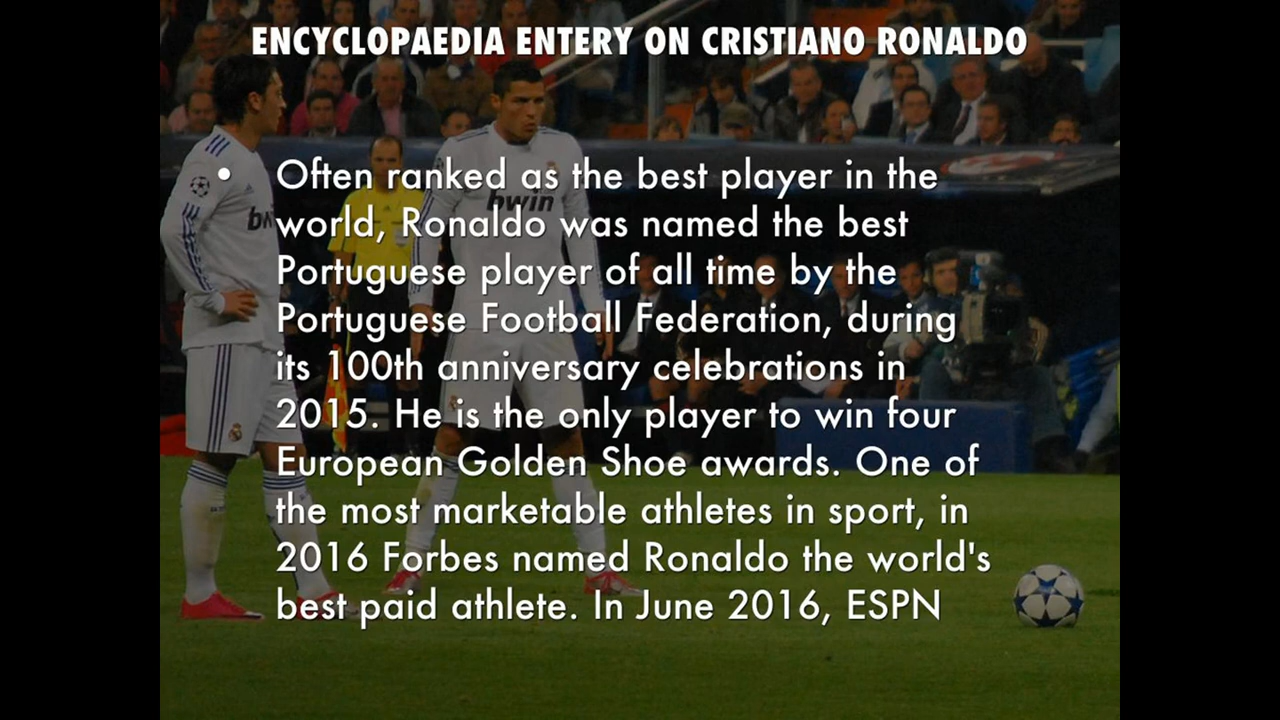 ENCYCLOPAEDIA ENTERY ON CRISTIANO RONALDO
• Often ranked as the best player in the
world, Ronaldo was named the best
Portuguese player of all time by the
Portuguese Football Federation, during
its 100th anniversary celebrations in
2015. He is the only player to win four
European Golden Shoe awards. One of
the most marketable athletes in sport, in
2016 Forbes named Ronaldo the world's
best paid athlete. In June 2016, ESPN
bwin